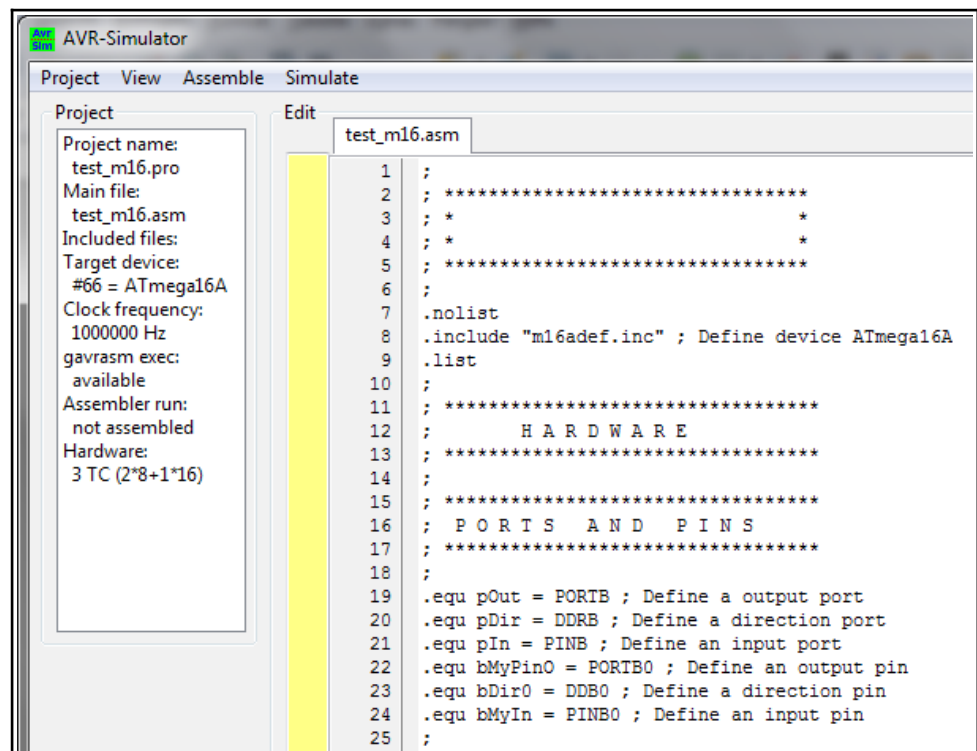 Avr
Sim
AVR-Simulator
Project View Assemble Simulate
Project
Project name:
test_m16.pro
Main file:
test_m16.asm
Included files:
Target device:
#66 = ATmega16A
Clock frequency:
1000000 Hz
gavrasm exec:
available
Assembler run:
not assembled
Hardware:
3 TC (2*8+1*16)
Edit
test_m16.asm
1 ;
2 ; *********************************
3 ; *                               *
4 ; *                               *
5 ; *********************************
6 ;
7 .nolist
8 .include "m16adef.inc" ; Define device ATmega16A
9 .list
10 ;
11 ; **********************************
12 ;       H A R D W A R E
13 ; **********************************
14 ;
15 ; **********************************
16 ;  P O R T S   A N D   P I N S
17 ; **********************************
18 ;
19 .equ pOut = PORTB ; Define a output port
20 .equ pDir = DDRB ; Define a direction port
21 .equ pIn = PINB ; Define an input port
22 .equ bMyPinO = PORTB0 ; Define an output pin
23 .equ bDir0 = DDB0 ; Define a direction pin
24 .equ bMyIn = PINB0 ; Define an input pin
25 ;